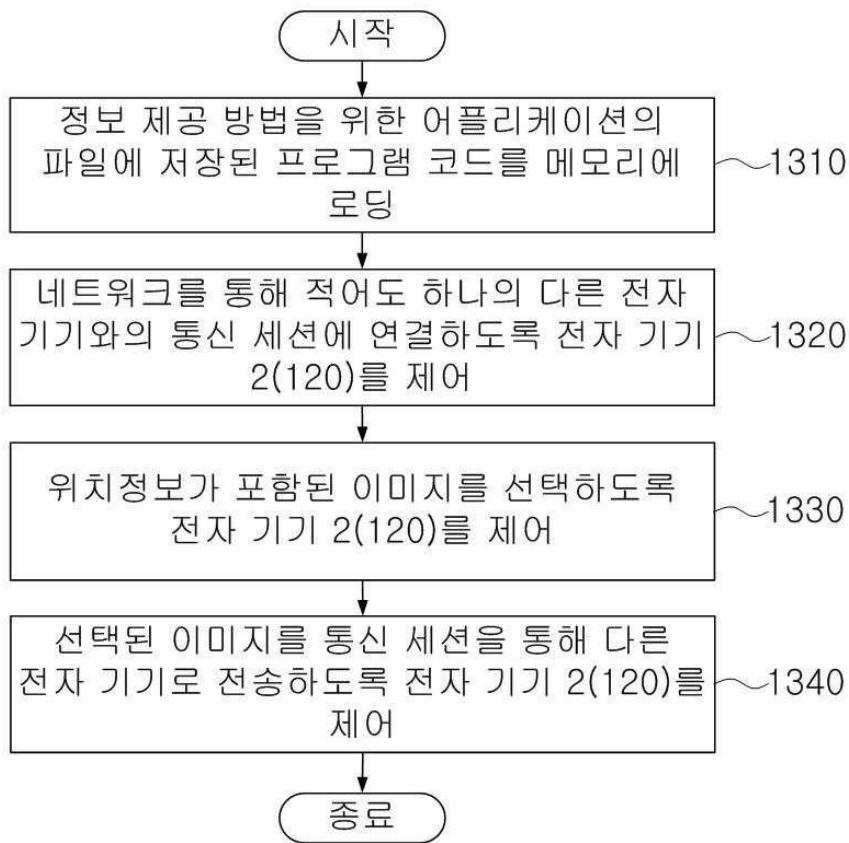 시작
정보 제공 방법을 위한 어플리케이션의
파일에 저장된 프로그램 코드를 메모리에
로딩
1310
네트워크를 통해 적어도 하나의 다른 전자
기기와의 통신 세션에 연결하도록 전자 기기
2(120)를 제어
1320
위치정보가 포함된 이미지를 선택하도록
전자 기기 2(120)를 제어
1330
선택된 이미지를 통신 세션을 통해 다른
전자 기기로 전송하도록 전자 기기 2(120)를
제어
1340
종료